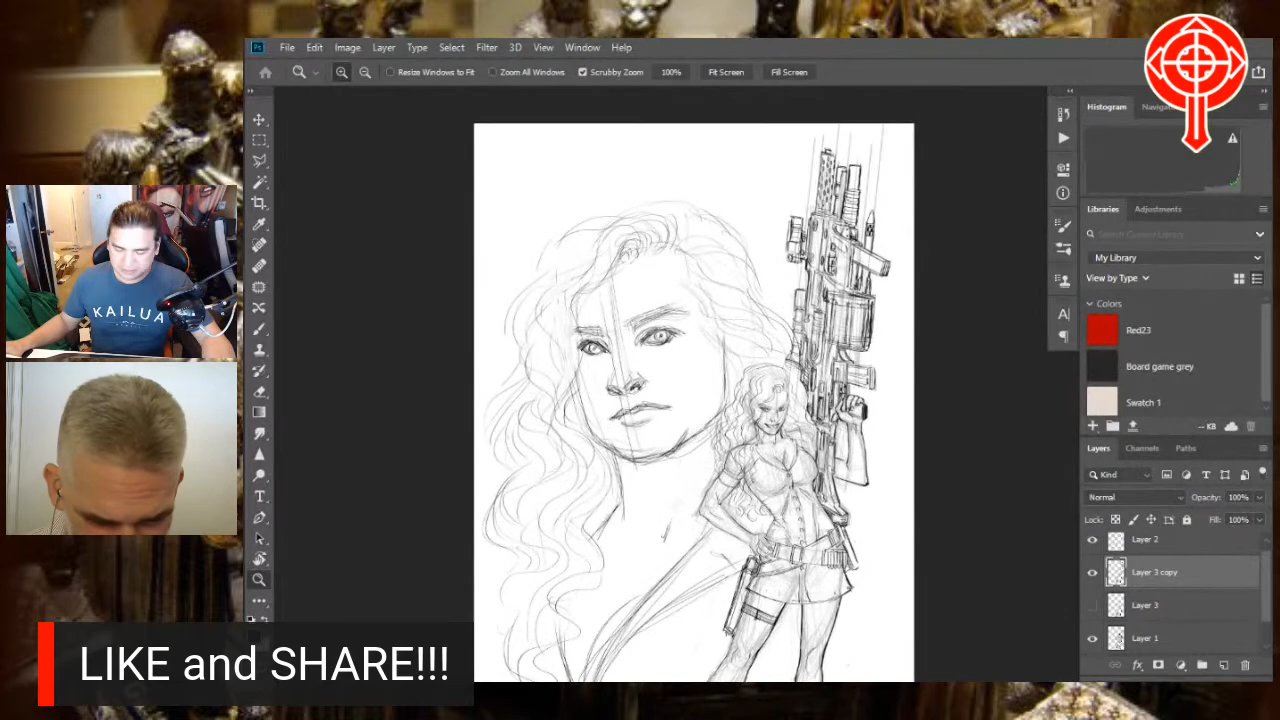 Ps File Edit Image Layer Type Select Filter 3D View Window Help
Resize Windows to Fit Zoom All Windows Scrubby Zoom 100% Fit Screen Fill Screen
Histogram
Libraries Adjustments
My Library
View by Type
Colors
Red23
Board game grey
Swatch 1
-- KB
Layers Channels Paths
Kind
Normal Opacity: 100%
Lock: Fill: 100%
Layer 2
Layer 3 copy
Layer 3
Layer 1
KAILUA
LIKE and SHARE!!!